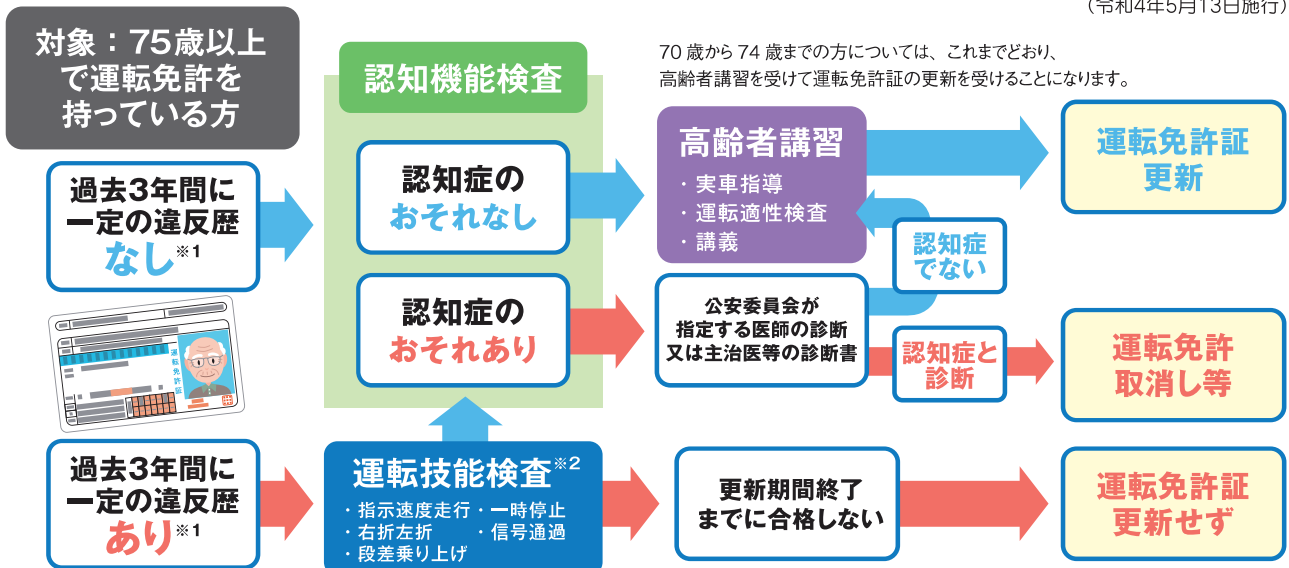 （令和4年5月13日施行）
対象：75歳以上
で運転免許を
持っている方
認知機能検査
70歳から74歳までの方については、これまでどおり、
高齢者講習を受けて運転免許証の更新を受けることになります。
過去3年間に
一定の違反歴
なし※1
認知症の
おそれなし
高齢者講習
・実車指導
・運転適性検査
・講義
運転免許証
更新
認知症
でない
認知症の
おそれあり
公安委員会が
指定する医師の診断
又は主治医等の診断書
認知症と
診断
運転免許
取消し等
運転免許証
過去3年間に
一定の違反歴
あり※1
運転技能検査※2
・指示速度走行・一時停止
・右折左折 ・信号通過
・段差乗り上げ
更新期間終了
までに合格しない
運転免許証
更新せず